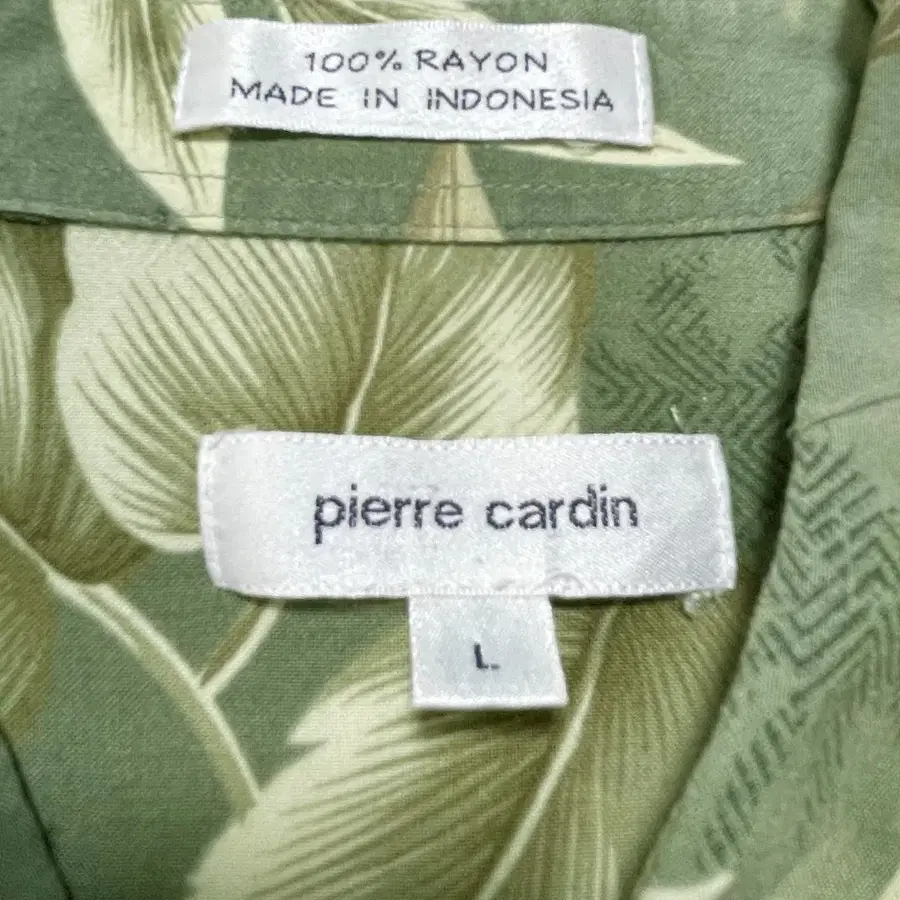 100% RAYON
MADE IN INDONESIA
pierre cardin
L